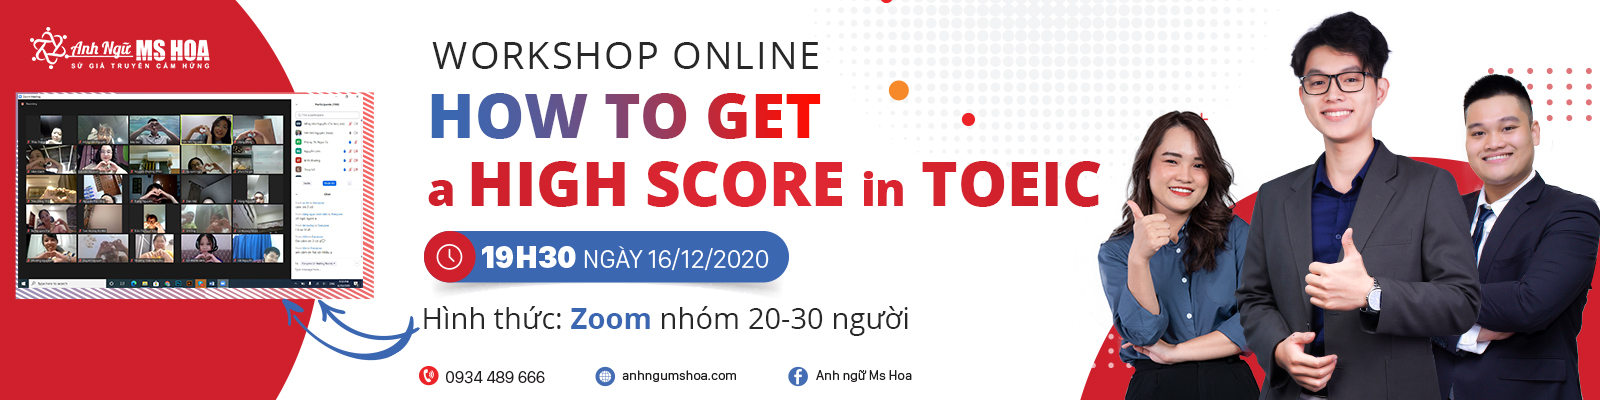 Anh Ngữ MS HOA
SỨ GIẢ TRUYỀN CẢM HỨNG
WORKSHOP ONLINE
HOW TO GET
a HIGH SCORE in TOEIC
19H30 NGÀY 16/12/2020
Hình thức: Zoom nhóm 20-30 người
0934 489 666
anhngumshoa.com
Anh ngữ Ms Hoa